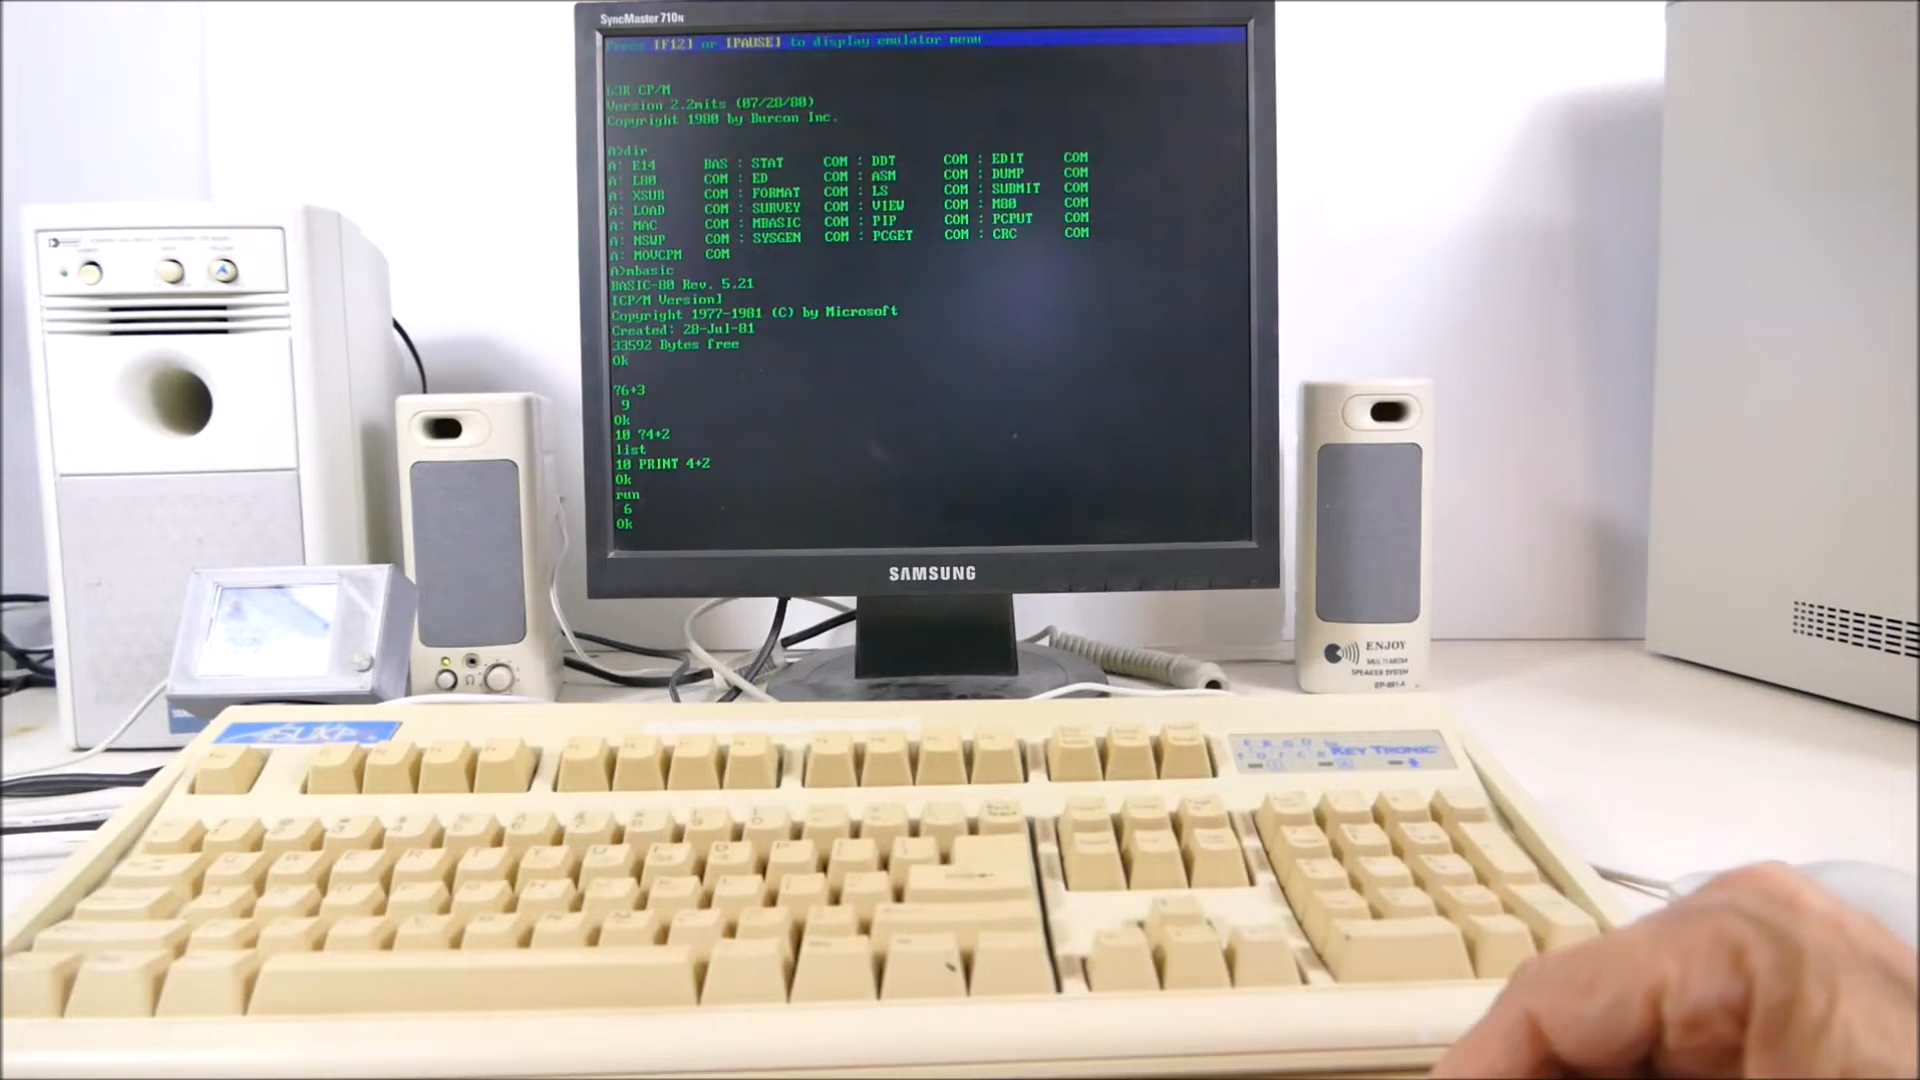 SyncMaster 710N
Press [F12] or [PAUSE] to display emulator menu
63K CP/M
Version 2.2mits (07/28/80)
Copyright 1980 by Burcon Inc.
A>dir
A: E14 BAS : STAT COM : DDT COM : EDIT COM
A: L80 COM : ED COM : ASM COM : DUMP COM
A: XSUB COM : FORMAT COM : LS COM : SUBMIT COM
A: LOAD COM : SURVEY COM : VIEW COM : M80 COM
A: MAC COM : MBASIC COM : PIP COM : PCPUT COM
A: NSWP COM : SYSGEN COM : PCGET COM : CRC COM
A: MOVCPM COM
A>mbasic
BASIC-80 Rev. 5.21
[CP/M Version]
Copyright 1977-1981 (C) by Microsoft
Created: 28-Jul-81
33592 Bytes free
Ok
?6+3
9
Ok
10 ?4+2
list
10 PRINT 4+2
Ok
run
6
Ok
SAMSUNG
ENJOY
MULTIMEDIA
SPEAKER SYSTEM
KEY TRONIC